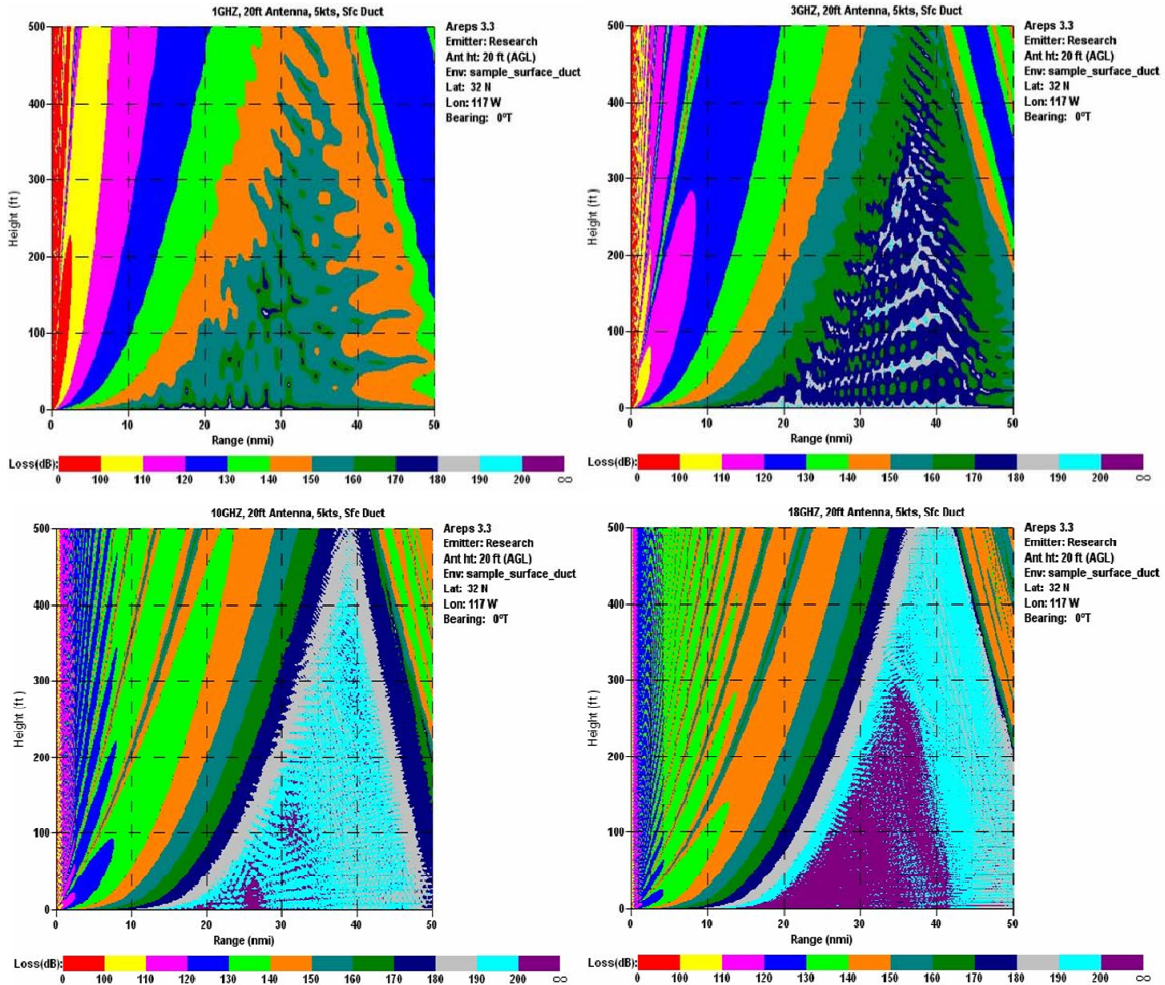 1GHZ, 20ft Antenna, 5kts, Sfc Duct
500
400
300
200
100
0
Height (ft)
0 10 20 30 40 50
Range (nmi)
Areps 3.3
Emitter: Research
Ant ht: 20 ft (AGL)
Env: sample_surface_duct
Lat: 32 N
Lon: 117 W
Bearing: 0ºT
Loss(dB)
0 100 110 120 130 140 150 160 170 180 190 200 ∞
3GHZ, 20ft Antenna, 5kts, Sfc Duct
500
400
300
200
100
0
Height (ft)
0 10 20 30 40 50
Range (nmi)
Areps 3.3
Emitter: Research
Ant ht: 20 ft (AGL)
Env: sample_surface_duct
Lat: 32 N
Lon: 117 W
Bearing: 0ºT
Loss(dB)
0 100 110 120 130 140 150 160 170 180 190 200 ∞
10GHZ, 20ft Antenna, 5kts, Sfc Duct
500
400
300
200
100
0
Height (ft)
0 10 20 30 40 50
Range (nmi)
Areps 3.3
Emitter: Research
Ant ht: 20 ft (AGL)
Env: sample_surface_duct
Lat: 32 N
Lon: 117 W
Bearing: 0ºT
Loss(dB)
0 100 110 120 130 140 150 160 170 180 190 200 ∞
18GHZ, 20ft Antenna, 5kts, Sfc Duct
500
400
300
200
100
0
Height (ft)
0 10 20 30 40 50
Range (nmi)
Areps 3.3
Emitter: Research
Ant ht: 20 ft (AGL)
Env: sample_surface_duct
Lat: 32 N
Lon: 117 W
Bearing: 0ºT
Loss(dB)
0 100 110 120 130 140 150 160 170 180 190 200 ∞